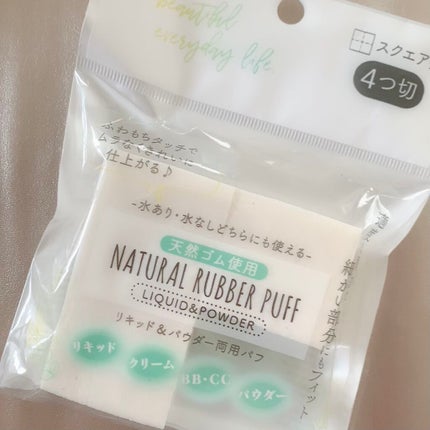 beautiful
everyday life.
スクエア
4つ切
ふわもちタッチで
ムラなくきれいに
仕上がる♪
-水あり・水なしどちらにも使える-
天然ゴム使用
NATURAL RUBBER PUFF
LIQUID&POWDER
リキッド&パウダー両用パフ
リキッド
クリーム
BB・CC
パウダー
細かい部分にもフィット